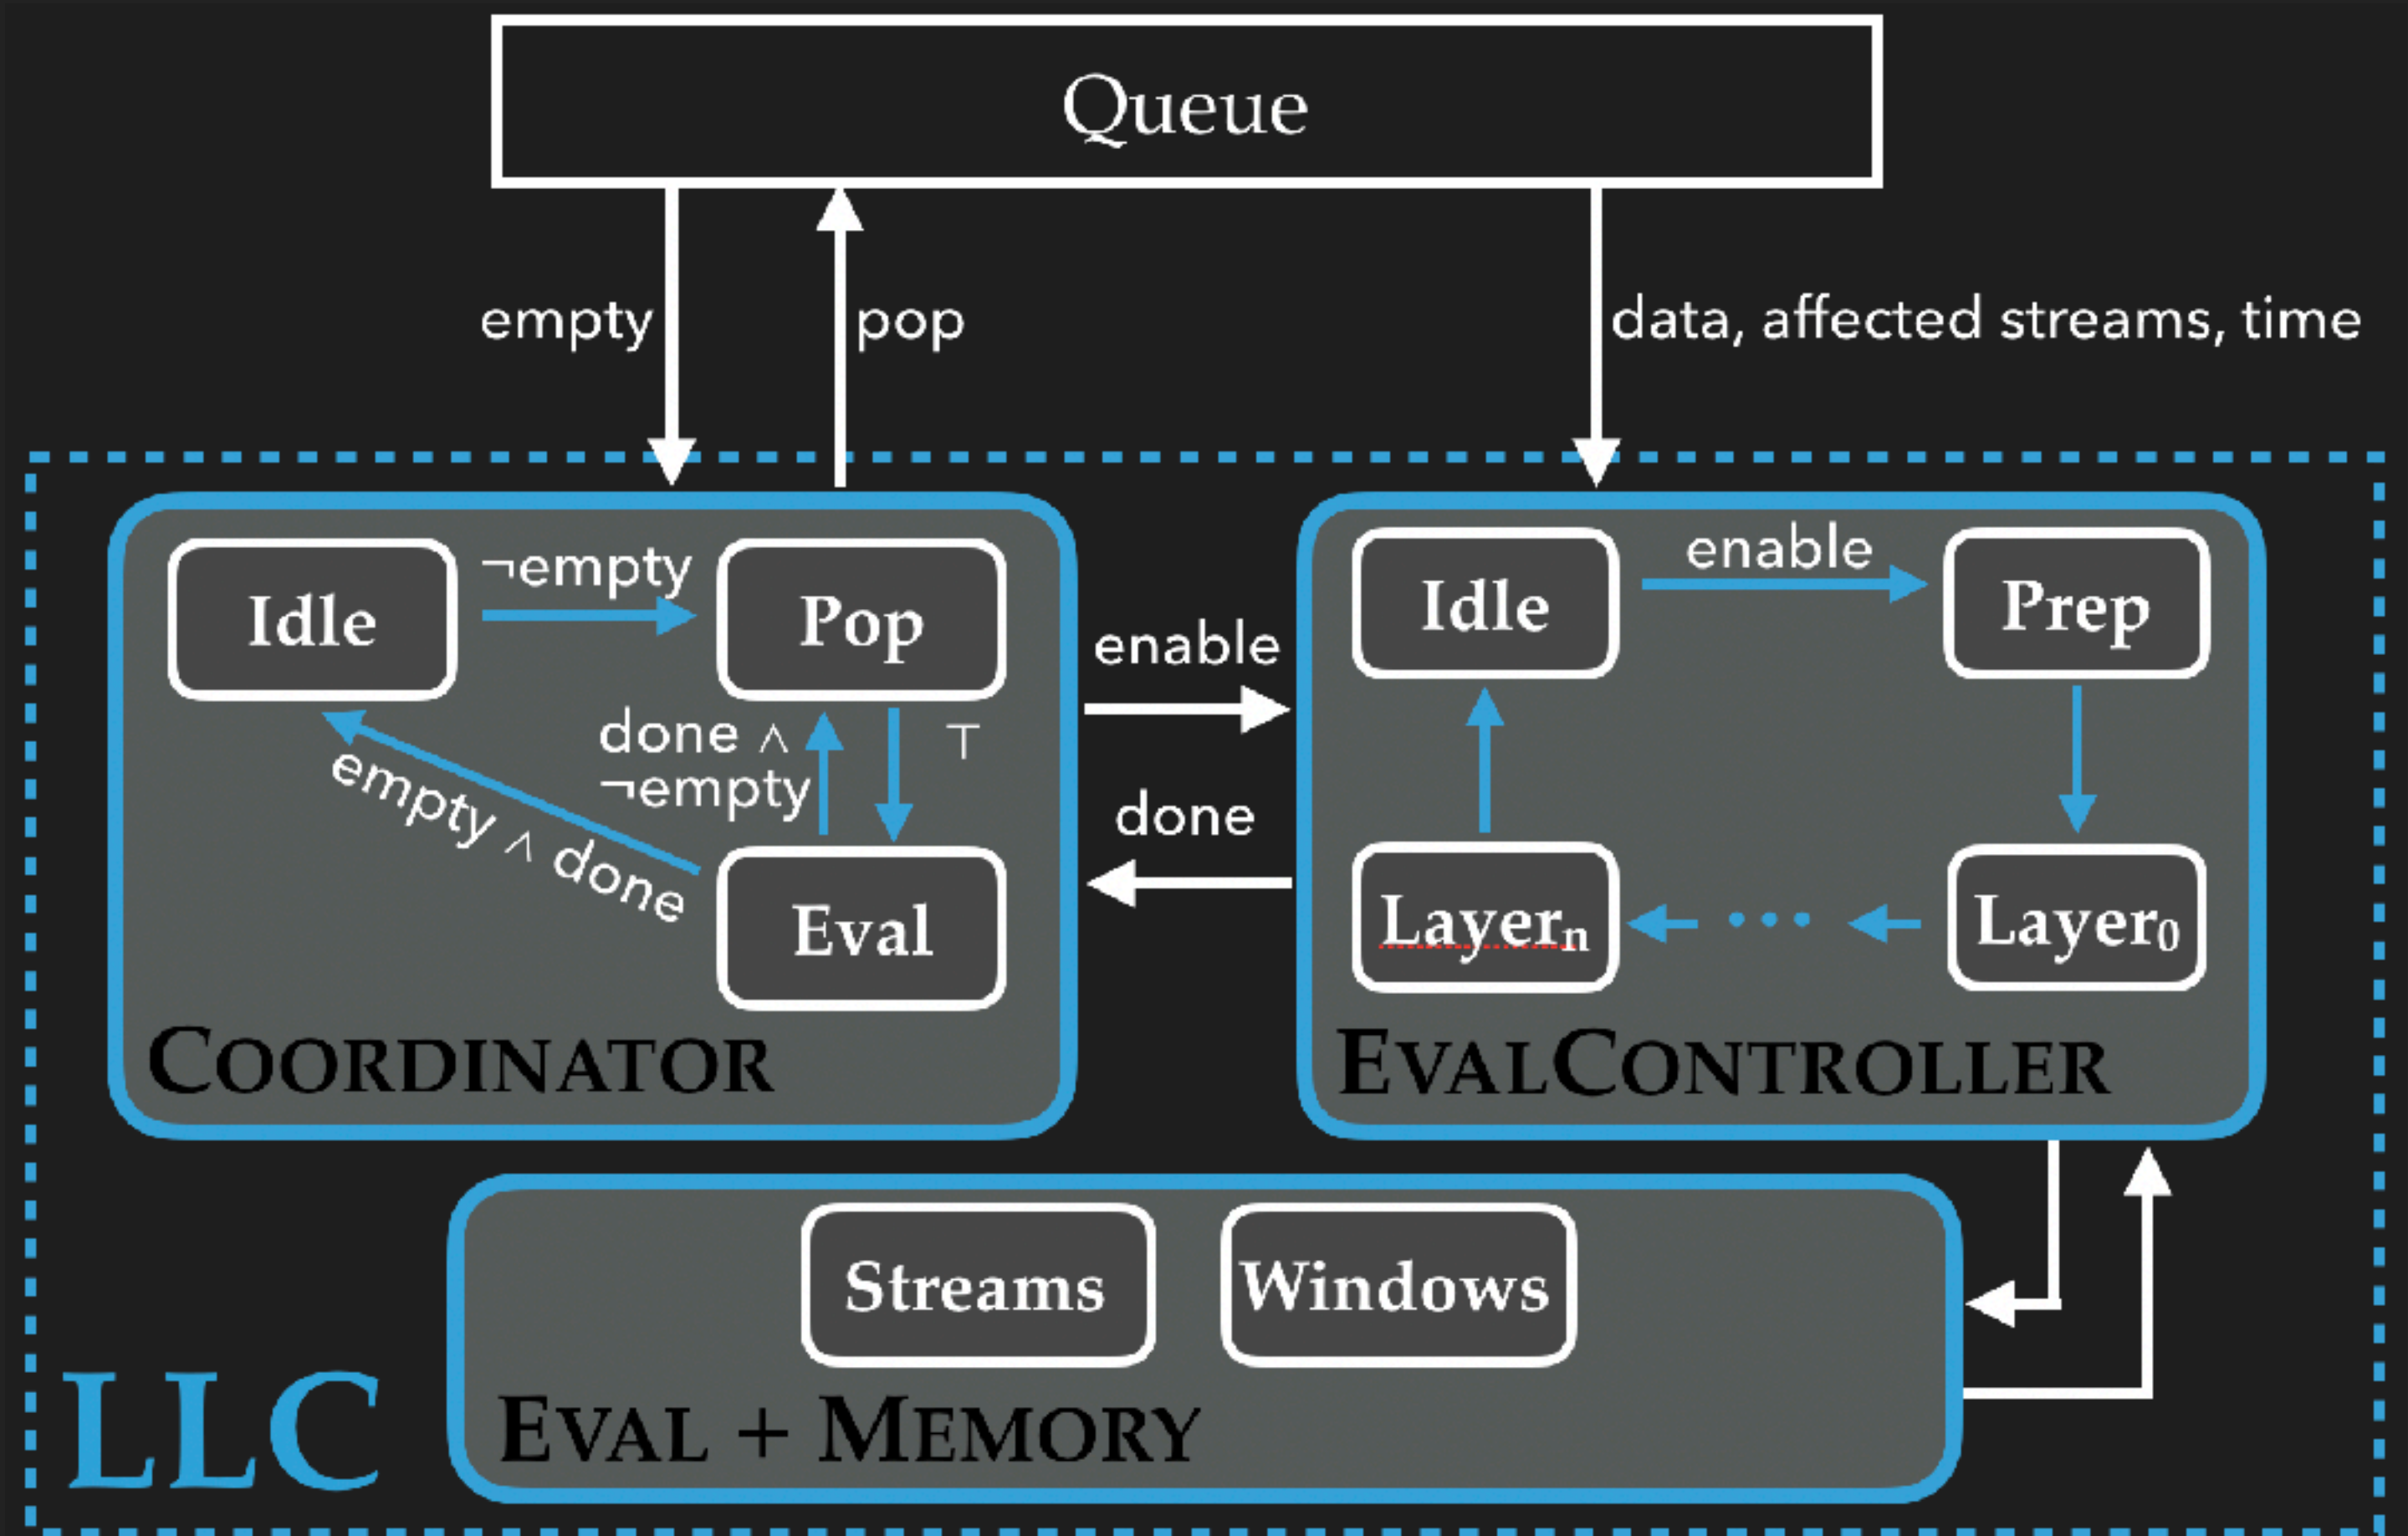 Queue
empty
pop
data, affected streams, time
Idle
¬empty
Pop
done ∧
¬empty
⊤
empty ∧ done
Eval
COORDINATOR
enable
done
Idle
enable
Prep
Layerₙ
•••
Layer₀
EVALCONTROLLER
Streams
Windows
EVAL + MEMORY
LLC